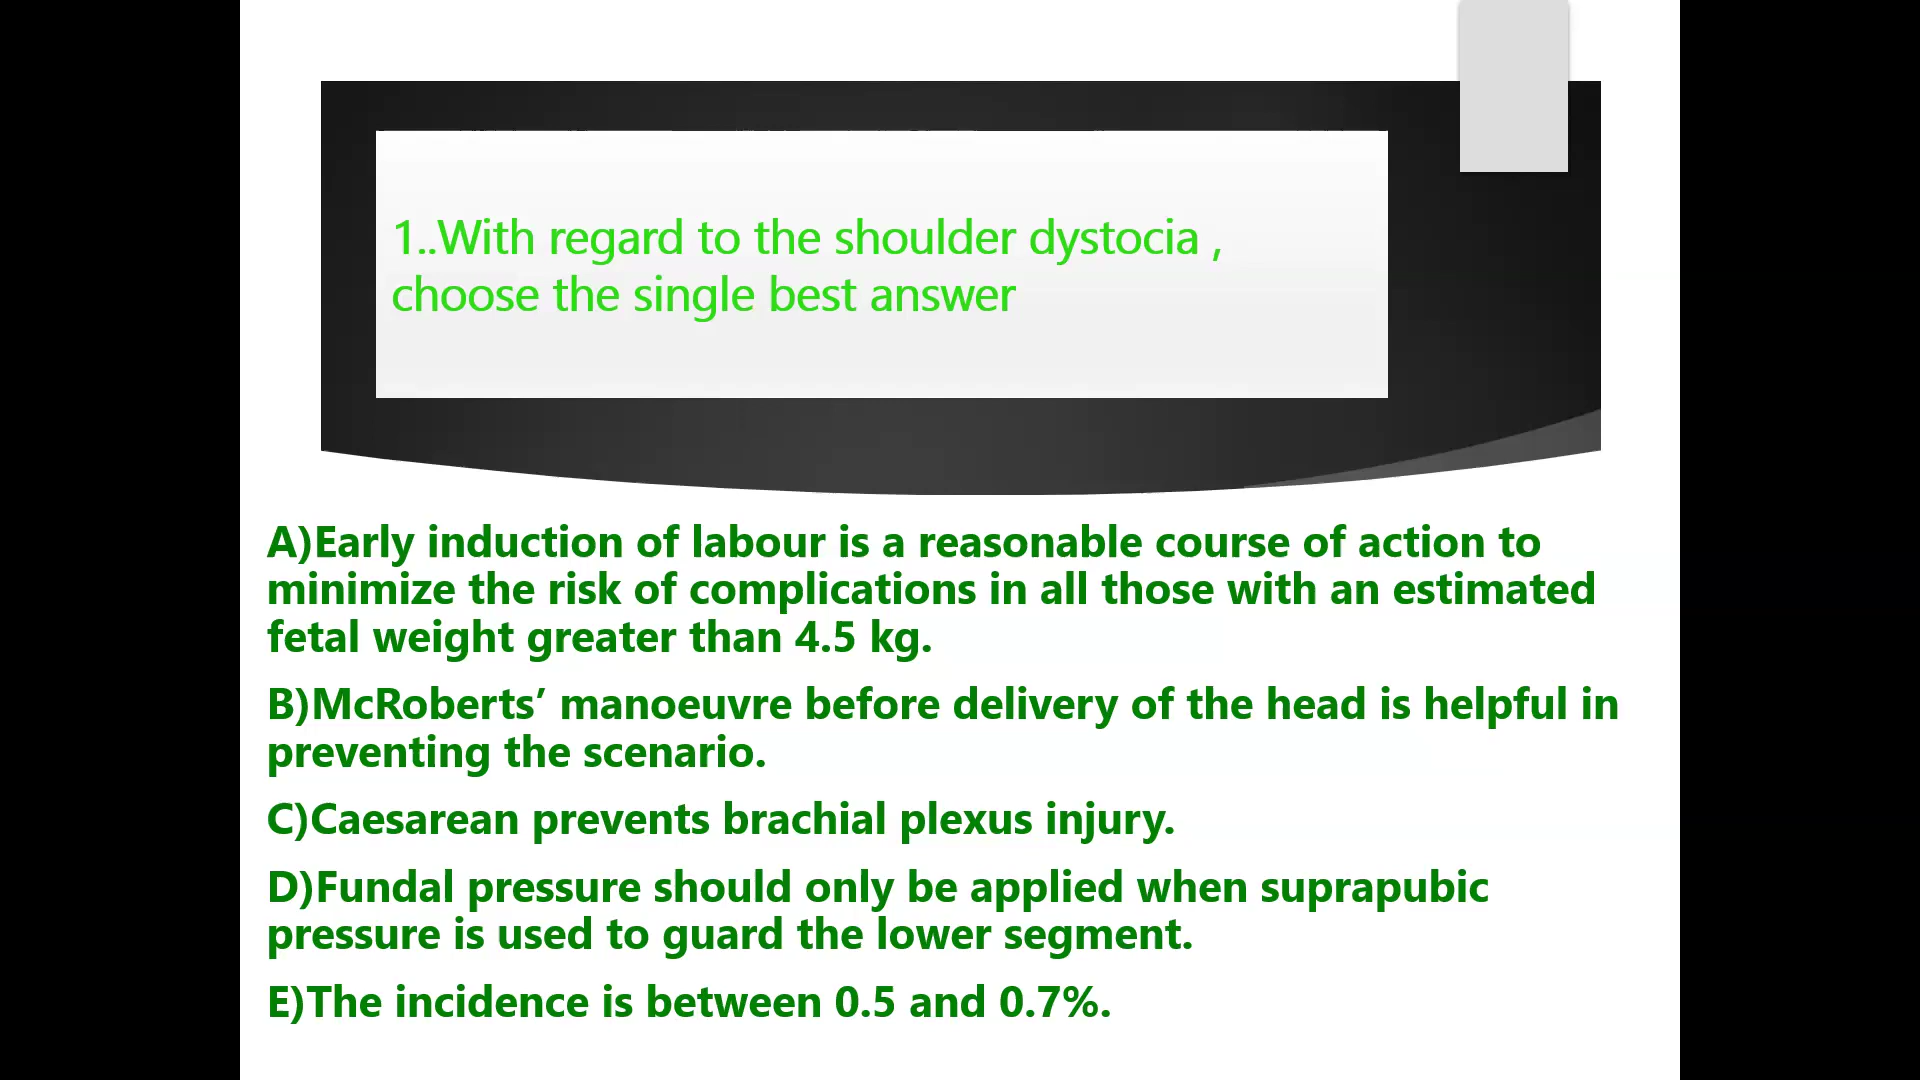 1..With regard to the shoulder dystocia ,
choose the single best answer
A)Early induction of labour is a reasonable course of action to
minimize the risk of complications in all those with an estimated
fetal weight greater than 4.5 kg.
B)McRoberts’ manoeuvre before delivery of the head is helpful in
preventing the scenario.
C)Caesarean prevents brachial plexus injury.
D)Fundal pressure should only be applied when suprapubic
pressure is used to guard the lower segment.
E)The incidence is between 0.5 and 0.7%.